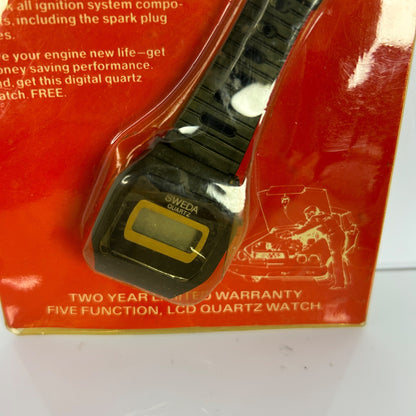 all ignition system compo-
s, including the spark plug
es.
e your engine new life—get
oney saving performance.
d, get this digital quartz
atch. FREE.
SWEDA
QUARTZ
TWO YEAR LIMITED WARRANTY
FIVE FUNCTION, LCD QUARTZ WATCH.